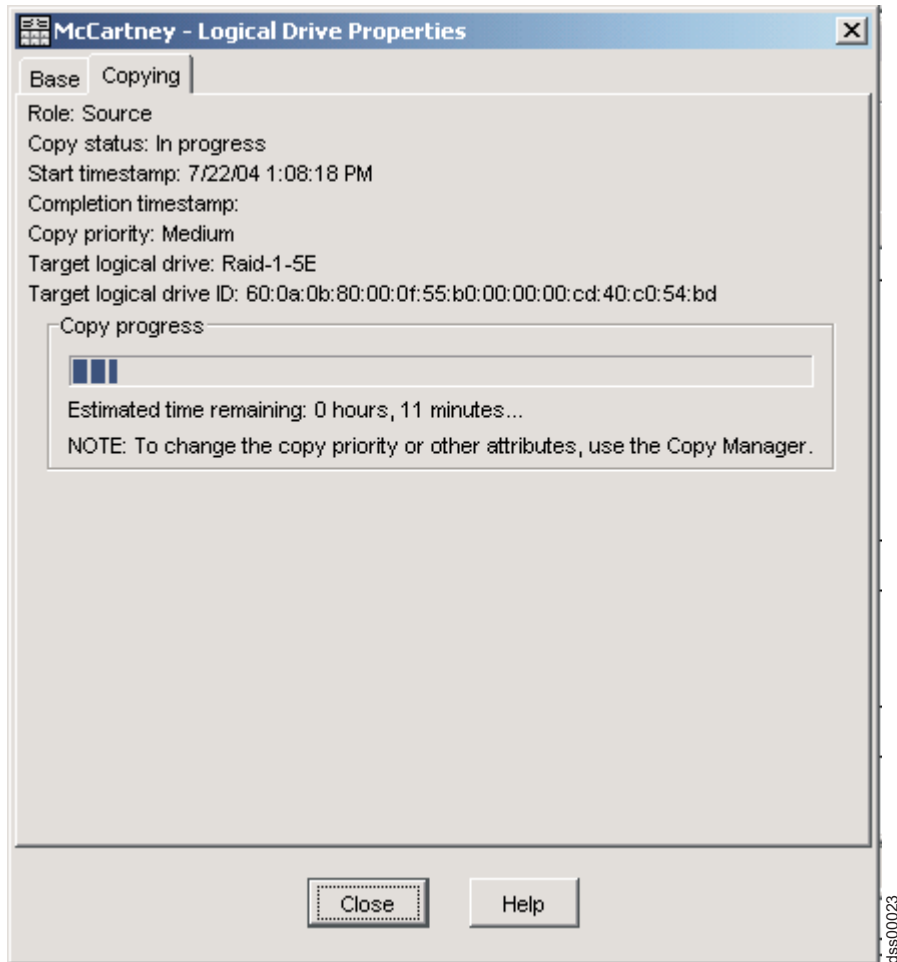 McCartney - Logical Drive Properties
Base Copying
Role: Source
Copy status: In progress
Start timestamp: 7/22/04 1:08:18 PM
Completion timestamp:
Copy priority: Medium
Target logical drive: Raid-1-5E
Target logical drive ID: 60:0a:0b:80:00:0f:55:b0:00:00:00:cd:40:c0:54:bd
Copy progress
Estimated time remaining: 0 hours, 11 minutes...
NOTE: To change the copy priority or other attributes, use the Copy Manager.
Close Help
dss00023